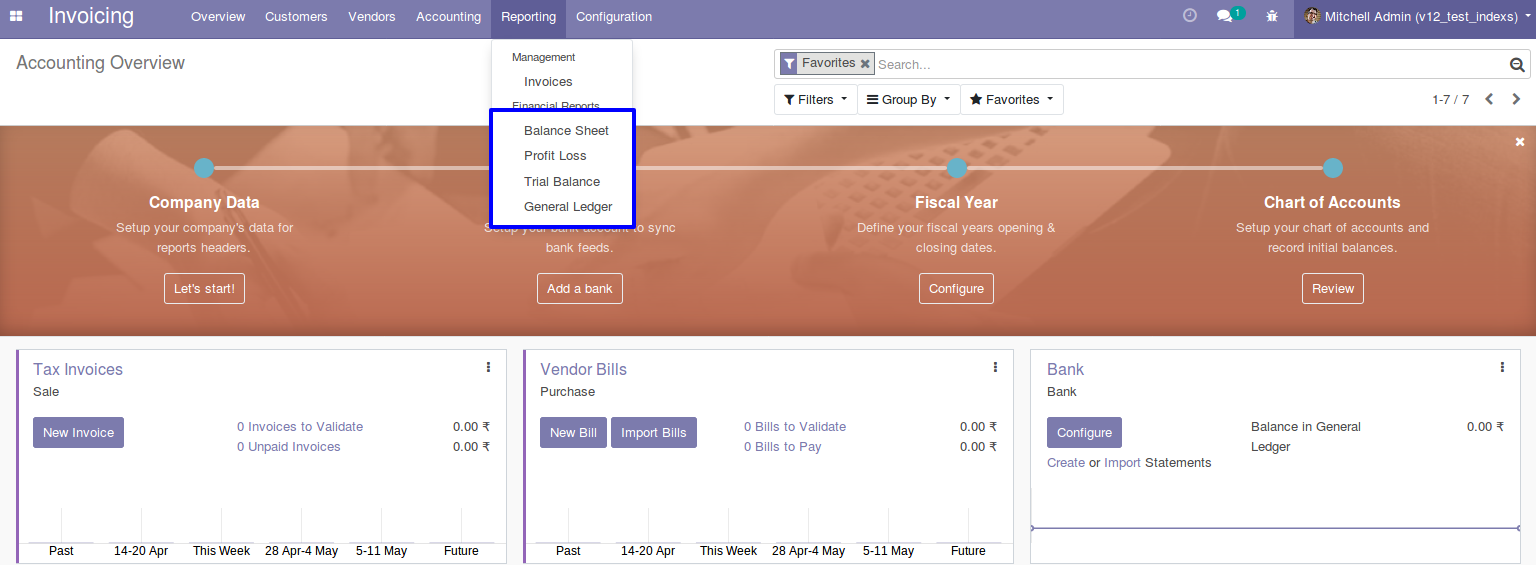 Invoicing
Overview Customers Vendors Accounting Reporting Configuration
1 Mitchell Admin (v12_test_indexs)
Accounting Overview
Management
Invoices
Financial Reports
Balance Sheet
Profit Loss
Trial Balance
General Ledger
Favorites Search...
Filters Group By Favorites
1-7 / 7
Company Data
Setup your company's data for
reports headers.
Let's start!
Setup your bank account to sync
bank feeds.
Add a bank
Fiscal Year
Define your fiscal years opening &
closing dates.
Configure
Chart of Accounts
Setup your chart of accounts and
record initial balances.
Review
Tax Invoices
Sale
New Invoice
0 Invoices to Validate 0.00 ₹
0 Unpaid Invoices 0.00 ₹
Past 14-20 Apr This Week 28 Apr-4 May 5-11 May Future
Vendor Bills
Purchase
New Bill Import Bills
0 Bills to Validate 0.00 ₹
0 Bills to Pay 0.00 ₹
Past 14-20 Apr This Week 28 Apr-4 May 5-11 May Future
Bank
Bank
Configure
Create or Import Statements
Balance in General 0.00 ₹
Ledger